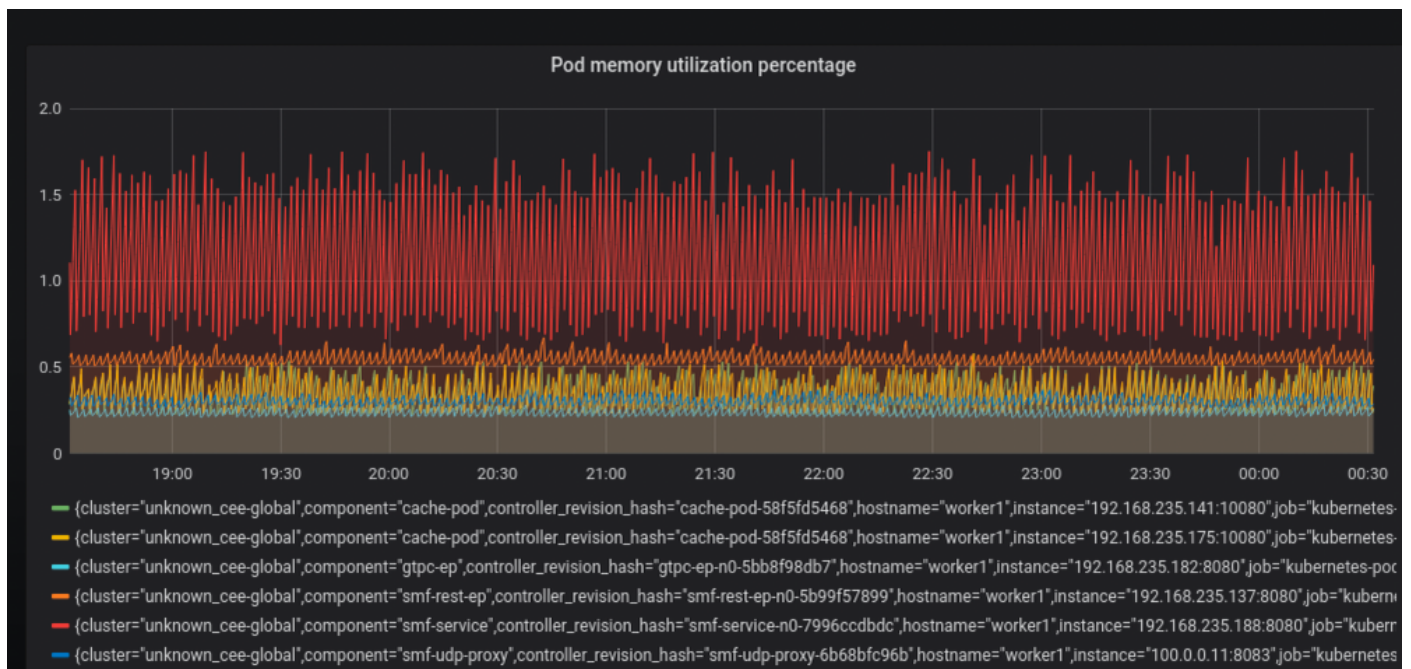 Pod memory utilization percentage
2.0
1.5
1.0
0.5
0
19:00 19:30 20:00 20:30 21:00 21:30 22:00 22:30 23:00 23:30 00:00 00:30
{cluster="unknown_cee-global",component="cache-pod",controller_revision_hash="cache-pod-58f5fd5468",hostname="worker1",instance="192.168.235.141:10080",job="kubernetes-
{cluster="unknown_cee-global",component="cache-pod",controller_revision_hash="cache-pod-58f5fd5468",hostname="worker1",instance="192.168.235.175:10080",job="kubernetes-
{cluster="unknown_cee-global",component="gtpc-ep",controller_revision_hash="gtpc-ep-n0-5bb8f98db7",hostname="worker1",instance="192.168.235.182:8080",job="kubernetes-poc
{cluster="unknown_cee-global",component="smf-rest-ep",controller_revision_hash="smf-rest-ep-n0-5b99f57899",hostname="worker1",instance="192.168.235.137:8080",job="kubern
{cluster="unknown_cee-global",component="smf-service",controller_revision_hash="smf-service-n0-7996ccdbdc",hostname="worker1",instance="192.168.235.188:8080",job="kubern
{cluster="unknown_cee-global",component="smf-udp-proxy",controller_revision_hash="smf-udp-proxy-6b68bfc96b",hostname="worker1",instance="100.0.0.11:8083",job="kubernetes